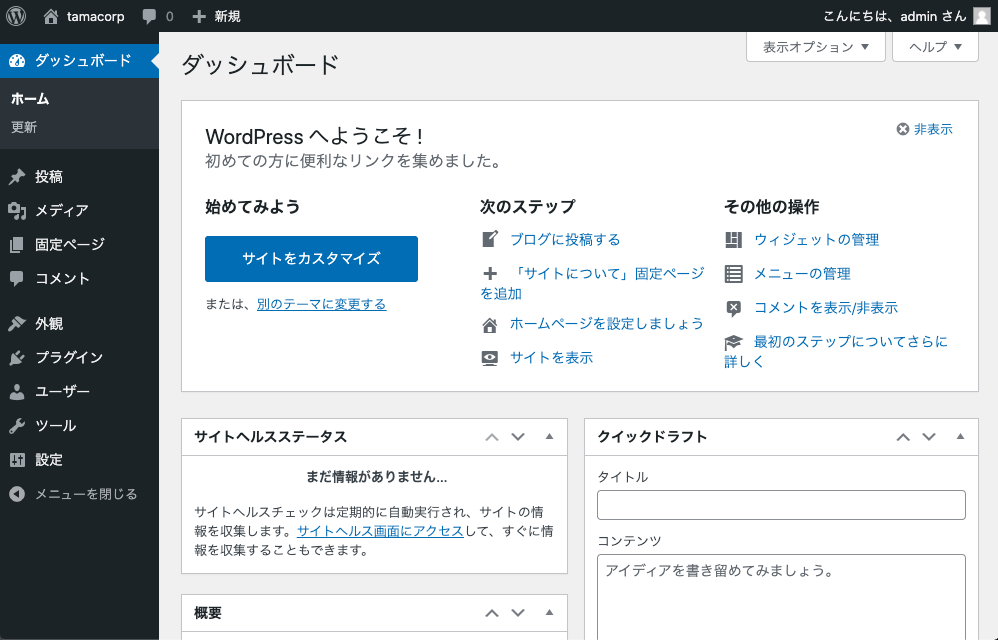 tamacorp 0 新規 こんにちは、admin さん
ダッシュボード
ホーム
更新
投稿
メディア
固定ページ
コメント
外観
プラグイン
ユーザー
ツール
設定
メニューを閉じる
ダッシュボード
表示オプション ▼ ヘルプ ▼
WordPress へようこそ !
初めての方に便利なリンクを集めました。
非表示
始めてみよう
サイトをカスタマイズ
または、別のテーマに変更する
次のステップ
ブログに投稿する
「サイトについて」固定ページ
を追加
ホームページを設定しましょう
サイトを表示
その他の操作
ウィジェットの管理
メニューの管理
コメントを表示/非表示
最初のステップについてさらに
詳しく
サイトヘルスステータス
まだ情報がありません...
サイトヘルスチェックは定期的に自動実行され、サイトの情
報を収集します。サイトヘルス画面にアクセスして、すぐに情
報を収集することもできます。
概要
クイックドラフト
タイトル
コンテンツ
アイディアを書き留めてみましょう。